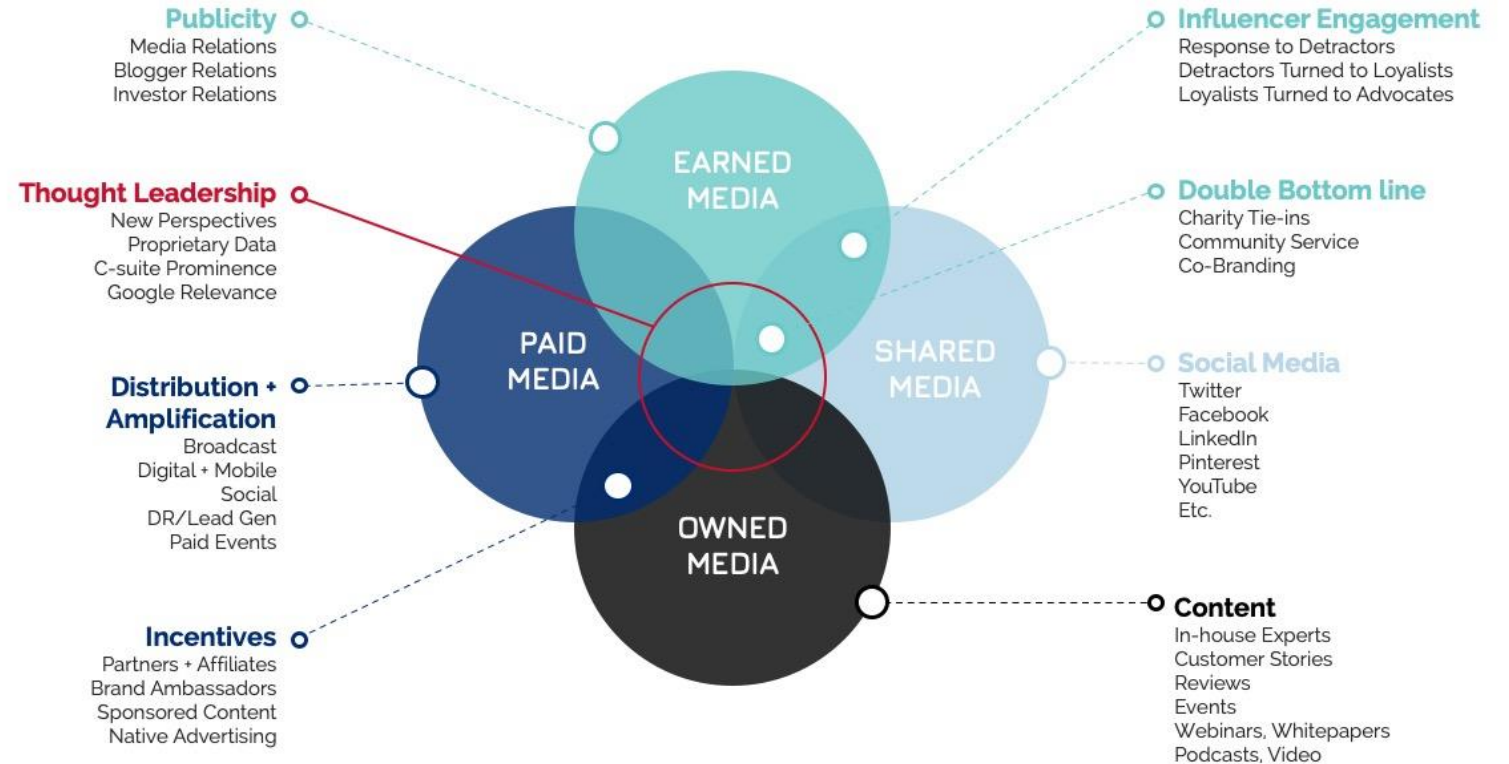 Publicity
Media Relations
Blogger Relations
Investor Relations
Thought Leadership
New Perspectives
Proprietary Data
C-suite Prominence
Google Relevance
Distribution +
Amplification
Broadcast
Digital + Mobile
Social
DR/Lead Gen
Paid Events
Incentives
Partners + Affiliates
Brand Ambassadors
Sponsored Content
Native Advertising
EARNED
MEDIA
PAID
MEDIA
SHARED
MEDIA
OWNED
MEDIA
Influencer Engagement
Response to Detractors
Detractors Turned to Loyalists
Loyalists Turned to Advocates
Double Bottom line
Charity Tie-ins
Community Service
Co-Branding
Social Media
Twitter
Facebook
LinkedIn
Pinterest
YouTube
Etc.
Content
In-house Experts
Customer Stories
Reviews
Events
Webinars, Whitepapers
Podcasts, Video